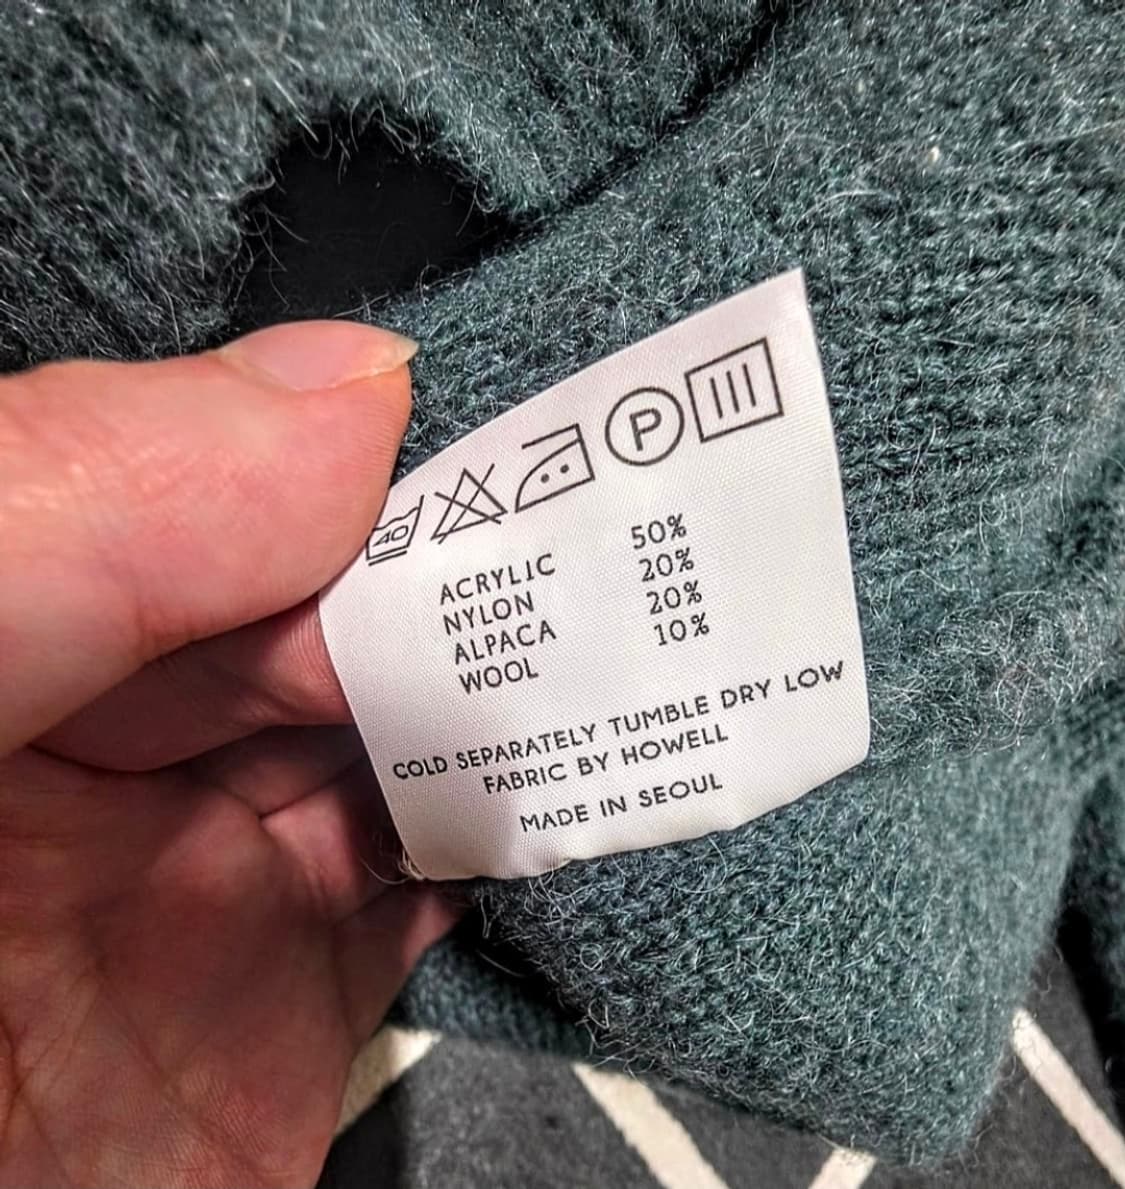 40 P
ACRYLIC 50%
NYLON 20%
ALPACA 20%
WOOL 10%
COLD SEPARATELY TUMBLE DRY LOW
FABRIC BY HOWELL
MADE IN SEOUL